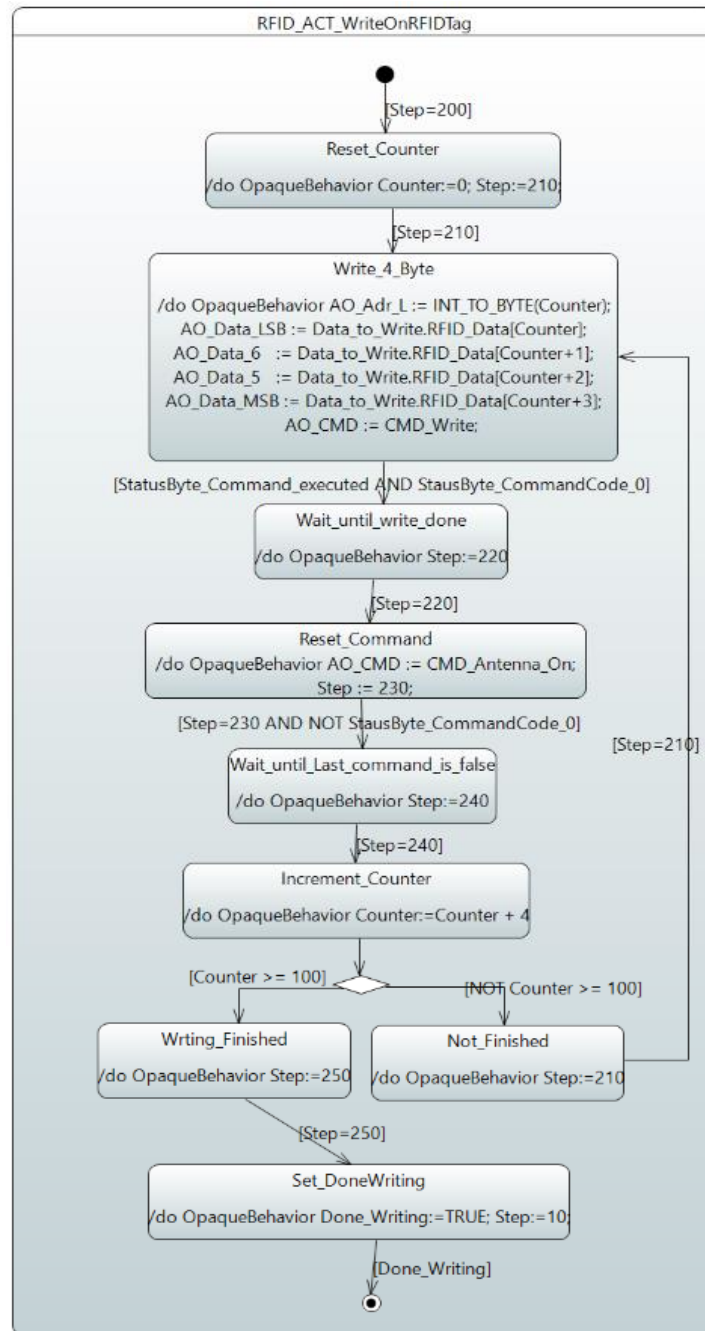 RFID_ACT_WriteOnRFIDTag
[Step=200]
Reset_Counter
/do OpaqueBehavior Counter:=0; Step:=210;
[Step=210]
Write_4_Byte
/do OpaqueBehavior AO_Adr_L := INT_TO_BYTE(Counter);
AO_Data_LSB := Data_to_Write.RFID_Data[Counter];
AO_Data_6 := Data_to_Write.RFID_Data[Counter+1];
AO_Data_5 := Data_to_Write.RFID_Data[Counter+2];
AO_Data_MSB := Data_to_Write.RFID_Data[Counter+3];
AO_CMD := CMD_Write;
[StatusByte_Command_executed AND StausByte_CommandCode_0]
Wait_until_write_done
/do OpaqueBehavior Step:=220
[Step=220]
Reset_Command
/do OpaqueBehavior AO_CMD := CMD_Antenna_On;
Step := 230;
[Step=230 AND NOT StausByte_CommandCode_0]
[Step=210]
Wait_until_Last_command_is_false
/do OpaqueBehavior Step:=240
[Step=240]
Increment_Counter
/do OpaqueBehavior Counter:=Counter + 4
[Counter >= 100]
[NOT Counter >= 100]
Wrting_Finished
/do OpaqueBehavior Step:=250
Not_Finished
/do OpaqueBehavior Step:=210
[Step=250]
Set_DoneWriting
/do OpaqueBehavior Done_Writing:=TRUE; Step:=10;
[Done_Writing]